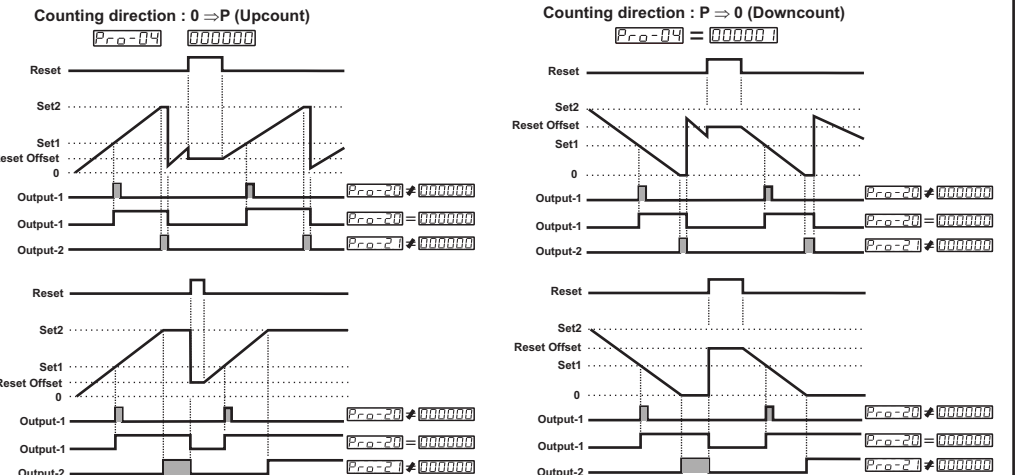 Counting direction : 0 ⇒P (Upcount)
Pro-04 000000
Reset
Set2
Set1
Reset Offset
0
Output-1 Pro-20 ≠ 000000
Output-1 Pro-20 = 000000
Output-2 Pro-21 ≠ 000000
Reset
Set2
Set1
Reset Offset
0
Output-1 Pro-20 ≠ 000000
Output-1 Pro-20 = 000000
Output-2 Pro-21 ≠ 000000
Counting direction : P ⇒ 0 (Downcount)
Pro-04 = 000001
Reset
Set2
Reset Offset
Set1
0
Output-1 Pro-20 ≠ 000000
Output-1 Pro-20 = 000000
Output-2 Pro-21 ≠ 000000
Reset
Set2
Reset Offset
Set1
0
Output-1 Pro-20 ≠ 000000
Output-1 Pro-20 = 000000
Output-2 Pro-21 ≠ 000000